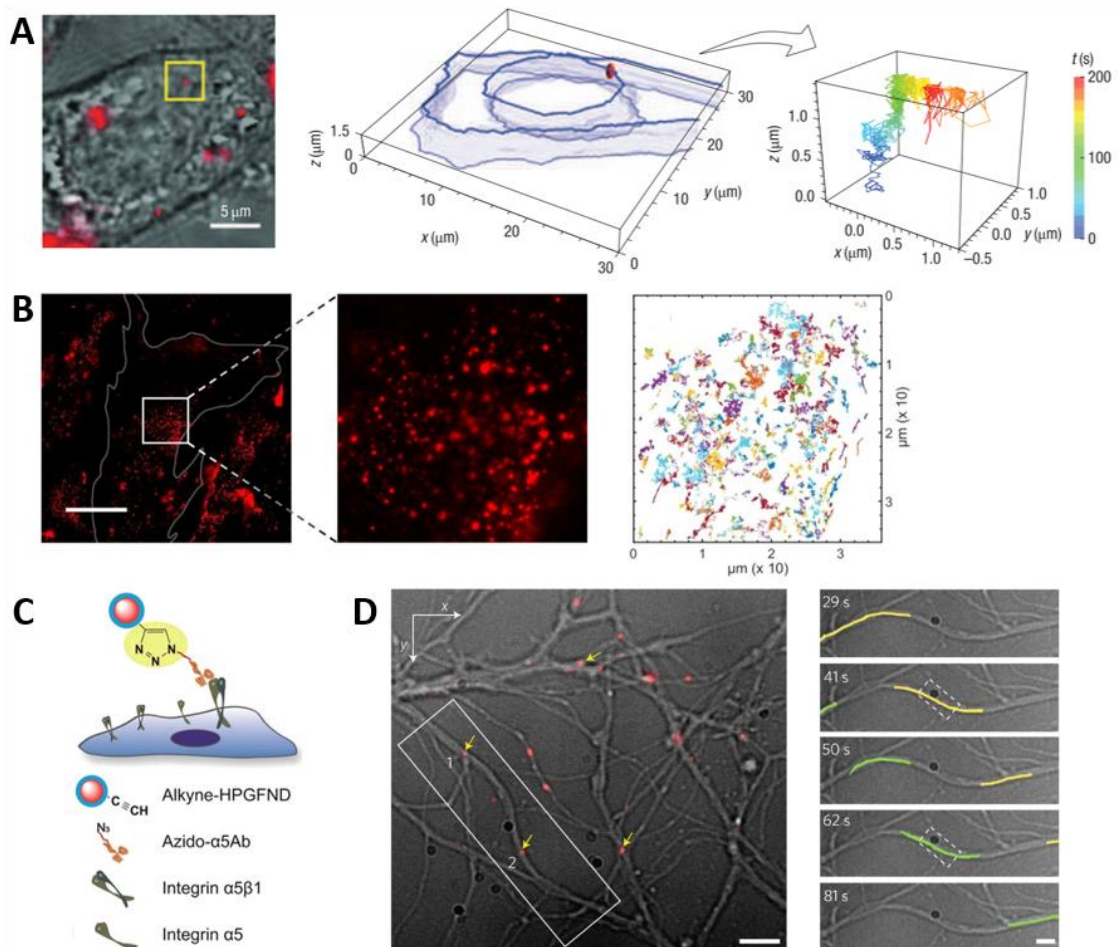 A
5 μm
z (μm)
1.5
0
0
10
20
30
x (μm)
0
10
20
30
y (μm)
z (μm)
1.0
0.5
0.0
0.0
0.5
1.0
x (μm)
−0.5
0.0
0.5
1.0
y (μm)
t (s)
200
100
0
B
0
1
2
3
μm (x 10)
0
1
2
3
μm (x 10)
C
N
N
N
C≡CH
Alkyne-HPGFND
N₃
Azido-α5Ab
Integrin α5β1
Integrin α5
D
x
y
1
2
29 s
41 s
50 s
62 s
81 s